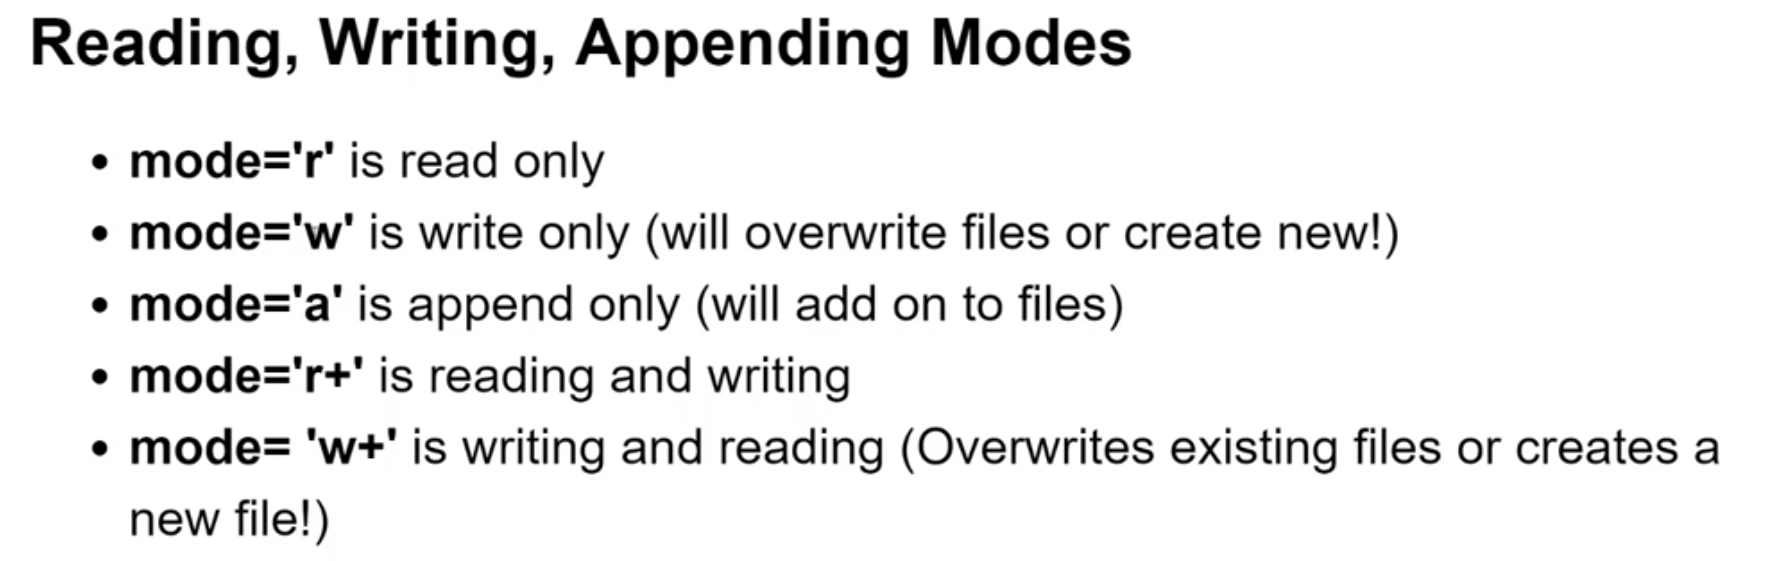 Reading, Writing, Appending Modes
• mode='r' is read only
• mode='w' is write only (will overwrite files or create new!)
• mode='a' is append only (will add on to files)
• mode='r+' is reading and writing
• mode= 'w+' is writing and reading (Overwrites existing files or creates a
new file!)